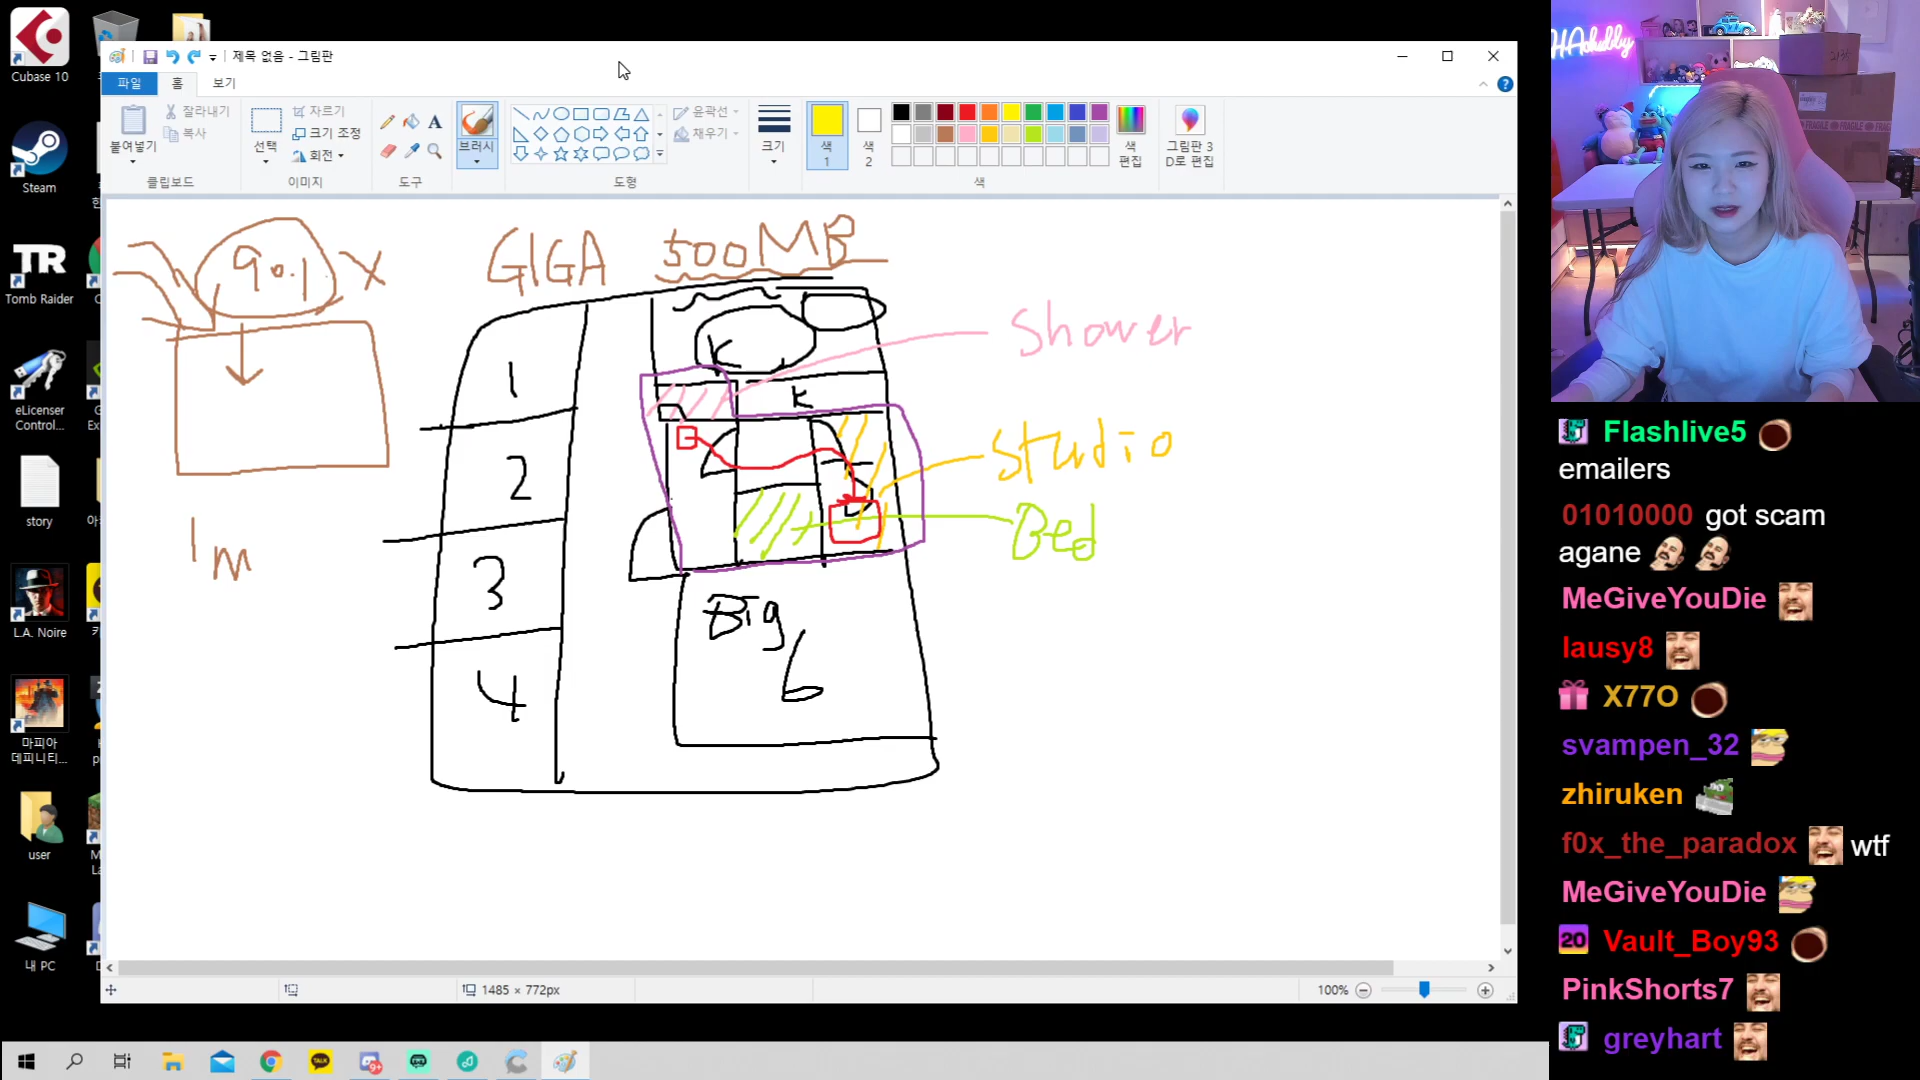 제목 없음 - 그림판
파일 홈 보기
붙여넣기
잘라내기
복사
클립보드
선택
자르기
크기 조정
회전
이미지
A
도구
브러시
윤곽선
채우기
도형
크기
색
1
색
2
색
편집
그림판 3
D로 편집
색
Cubase 10
Steam
Tomb Raider
eLicenser
Control...
story
L.A. Noire
마피아
데피니티...
user
내 PC
90.1 X
1m
GIGA 500MB
K
K
1
2
3
4
Big
6
Shower
Studio
Bed
1485 × 772px
100%
HAchubby
FRAGILE
Flashlive5
emailers
01010000 got scam
agane
MeGiveYouDie
lausy8
X77O
svampen_32
zhiruken
f0x_the_paradox wtf
MeGiveYouDie
20 Vault_Boy93
PinkShorts7
greyhart
TALK
9+